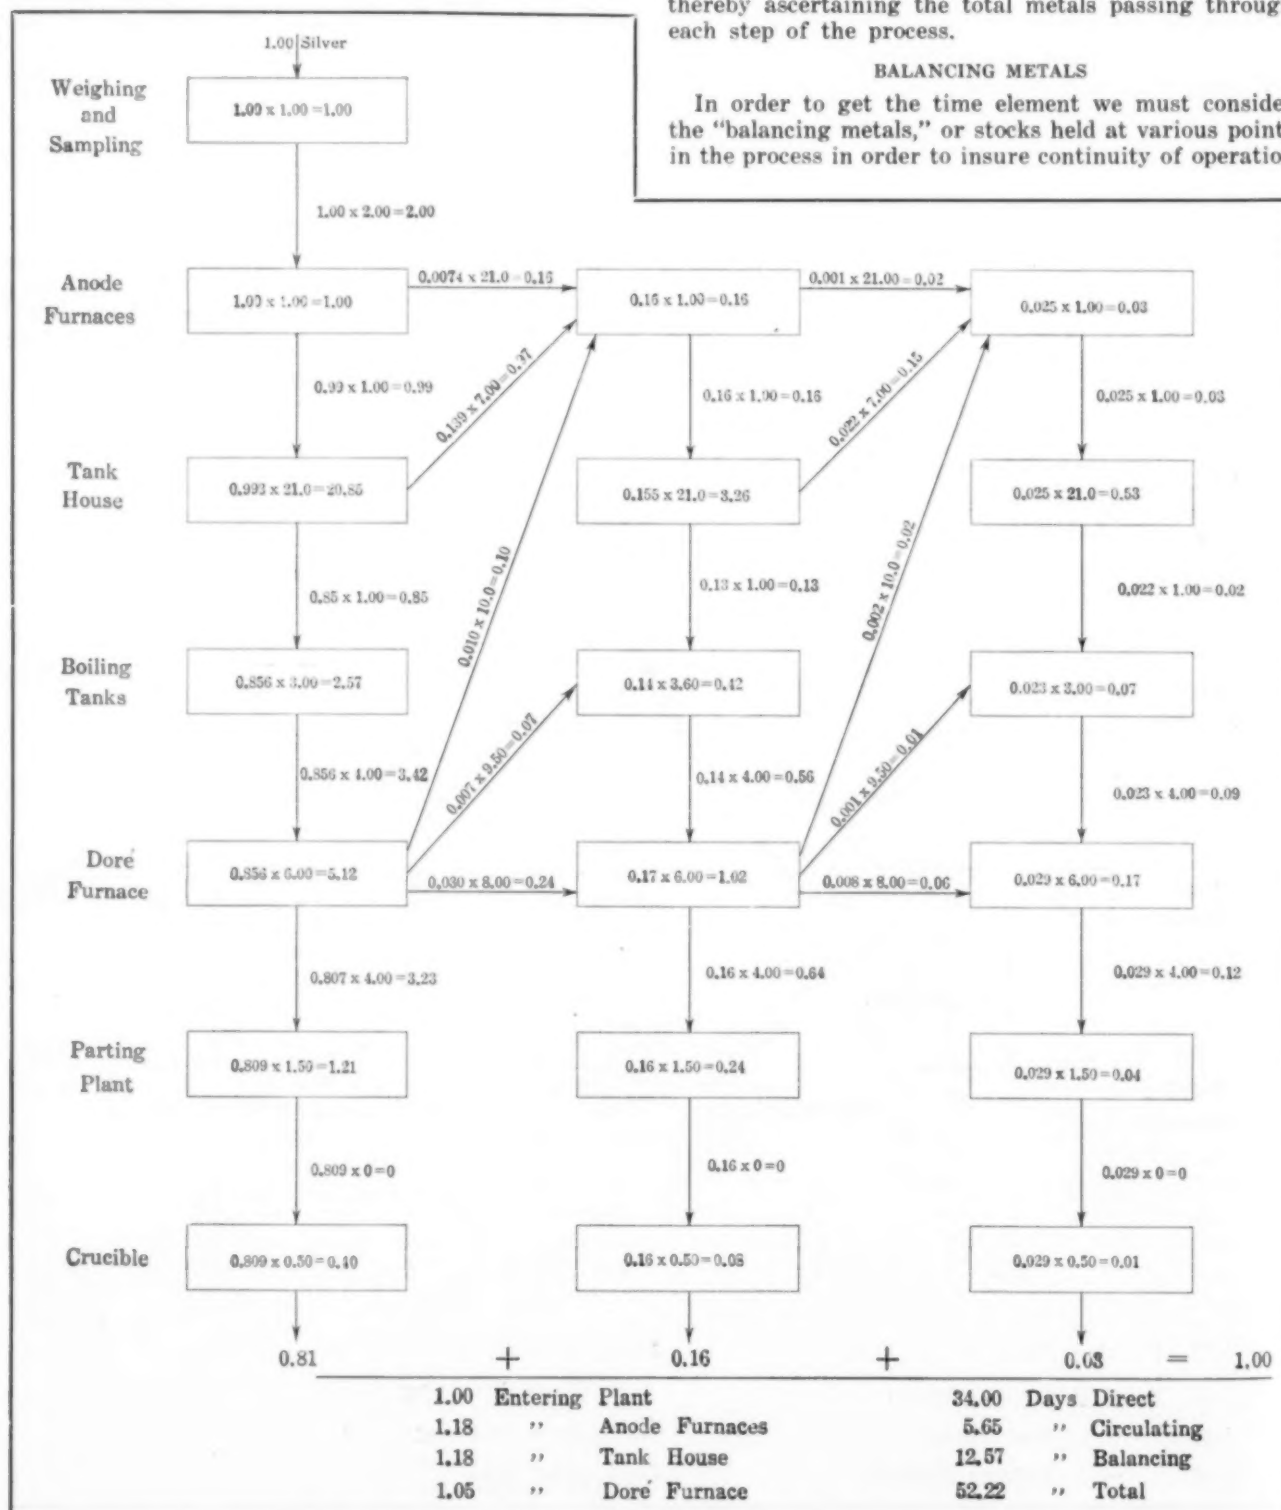 thereby ascertaining the total metals passing throug
each step of the process.
BALANCING METALS
In order to get the time element we must conside
the “balancing metals,” or stocks held at various point
in the process in order to insure continuity of operatio
1.00 Silver
Weighing
and
Sampling
1.00 x 1.00 = 1.00
1.00 x 2.00 = 2.00
Anode
Furnaces
1.00 x 1.00 = 1.00
0.0074 x 21.0 = 0.16
0.16 x 1.00 = 0.16
0.001 x 21.00 = 0.02
0.025 x 1.00 = 0.03
0.99 x 1.00 = 0.99
0.139 x 7.00 = 0.97
0.16 x 1.00 = 0.16
0.022 x 7.00 = 0.15
0.025 x 1.00 = 0.03
Tank
House
0.993 x 21.0 = 20.85
0.155 x 21.0 = 3.26
0.025 x 21.0 = 0.53
0.85 x 1.00 = 0.85
0.010 x 10.0 = 0.10
0.13 x 1.00 = 0.13
0.002 x 10.0 = 0.02
0.022 x 1.00 = 0.02
Boiling
Tanks
0.856 x 3.00 = 2.57
0.14 x 3.60 = 0.42
0.023 x 3.00 = 0.07
0.856 x 4.00 = 3.42
0.007 x 9.50 = 0.07
0.14 x 4.00 = 0.56
0.001 x 9.50 = 0.01
0.023 x 4.00 = 0.09
Doré
Furnace
0.856 x 6.00 = 5.12
0.030 x 8.00 = 0.24
0.17 x 6.00 = 1.02
0.008 x 8.00 = 0.06
0.029 x 6.00 = 0.17
0.807 x 4.00 = 3.23
0.16 x 4.00 = 0.64
0.029 x 4.00 = 0.12
Parting
Plant
0.809 x 1.50 = 1.21
0.16 x 1.50 = 0.24
0.029 x 1.50 = 0.04
0.809 x 0 = 0
0.16 x 0 = 0
0.029 x 0 = 0
Crucible
0.809 x 0.50 = 0.40
0.16 x 0.50 = 0.08
0.029 x 0.50 = 0.01
0.81 + 0.16 + 0.03 = 1.00
1.00 Entering Plant 34.00 Days Direct
1.18 ” Anode Furnaces 5.65 ” Circulating
1.18 ” Tank House 12.57 ” Balancing
1.05 ” Doré Furnace 52.22 ” Total